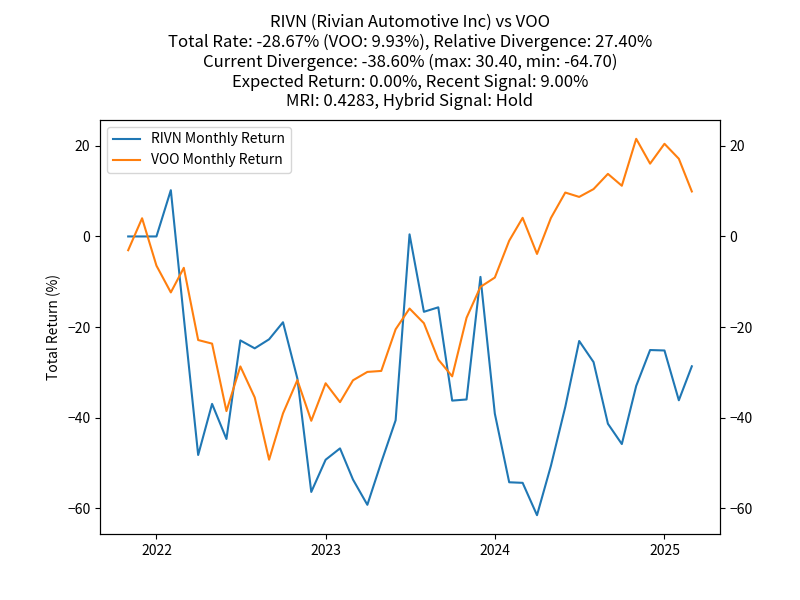 RIVN (Rivian Automotive Inc) vs VOO
Total Rate: -28.67% (VOO: 9.93%), Relative Divergence: 27.40%
Current Divergence: -38.60% (max: 30.40, min: -64.70)
Expected Return: 0.00%, Recent Signal: 9.00%
MRI: 0.4283, Hybrid Signal: Hold
RIVN Monthly Return
VOO Monthly Return
20
20
0
0
−20
−20
−40
−40
−60
−60
Total Return (%)
2022
2023
2024
2025